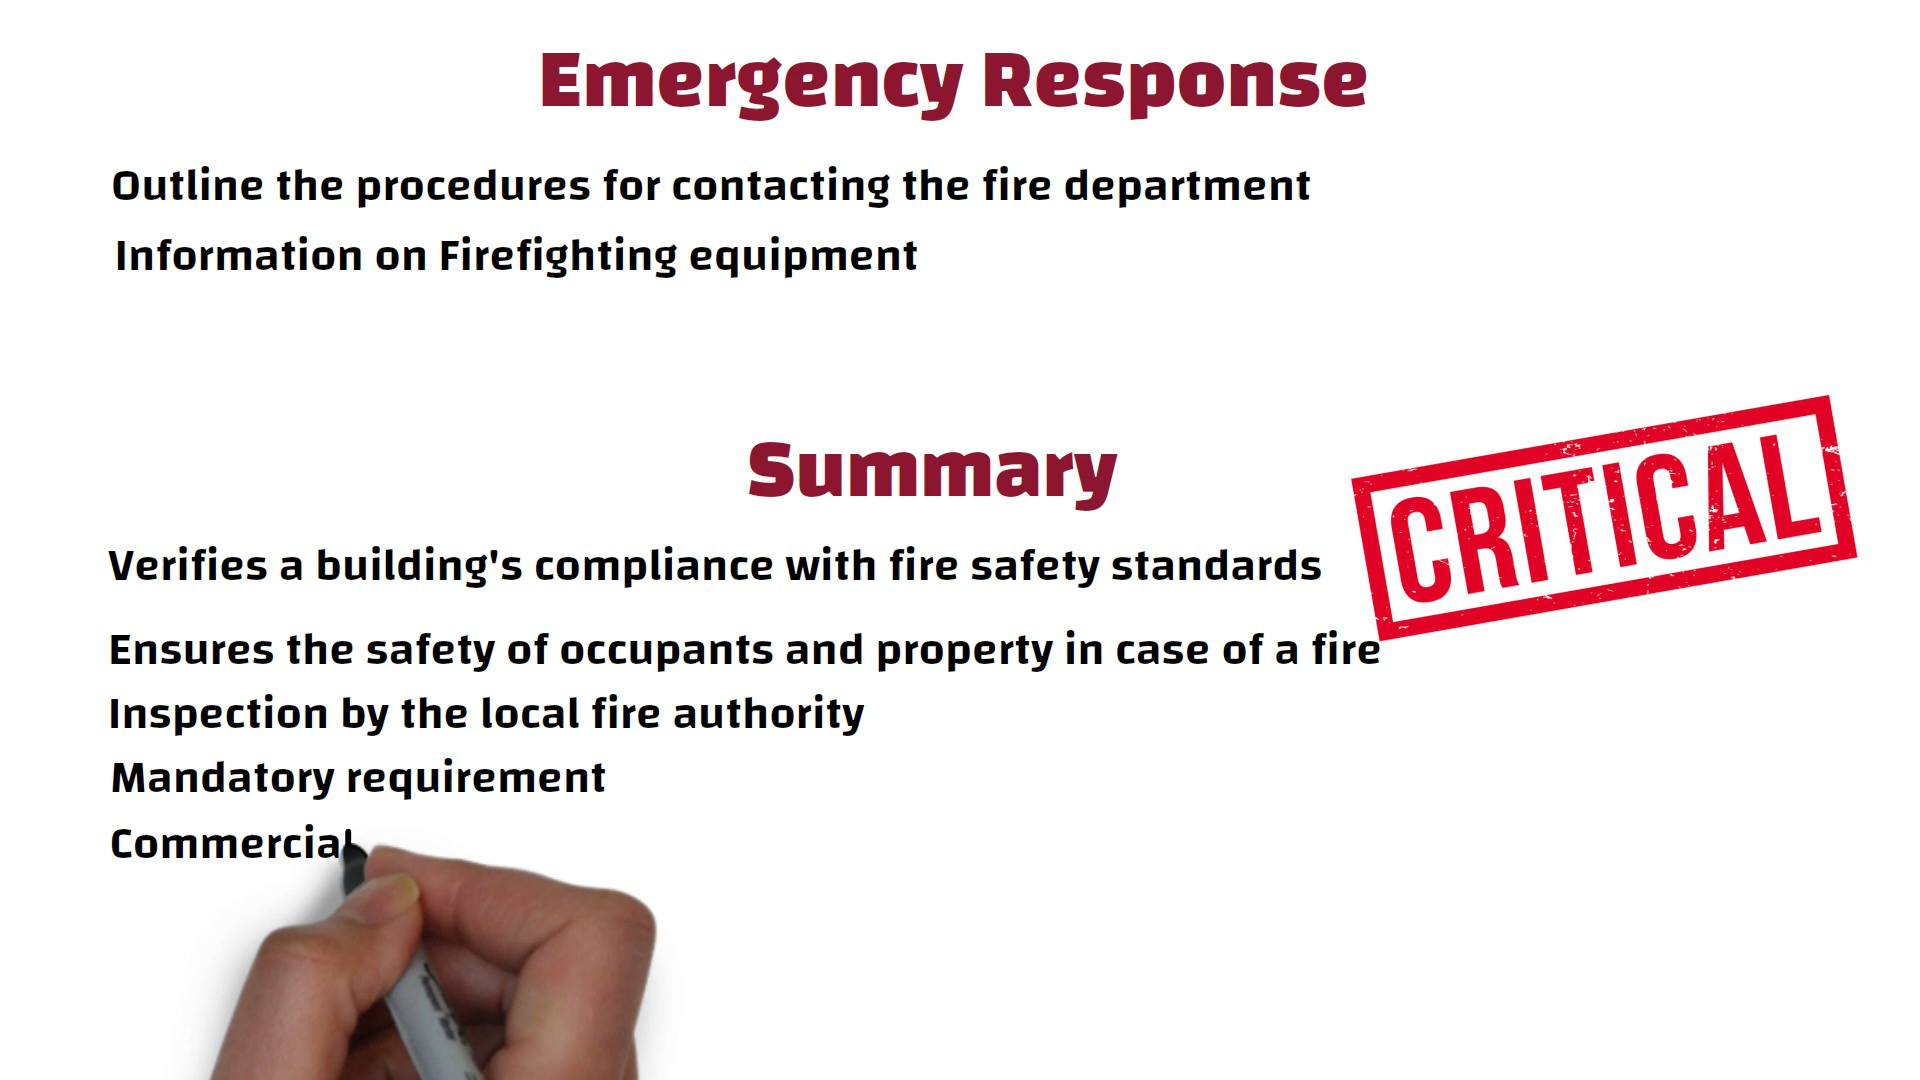 Emergency Response
Outline the procedures for contacting the fire department
Information on Firefighting equipment
Summary
CRITICAL
Verifies a building's compliance with fire safety standards
Ensures the safety of occupants and property in case of a fire
Inspection by the local fire authority
Mandatory requirement
Commercial